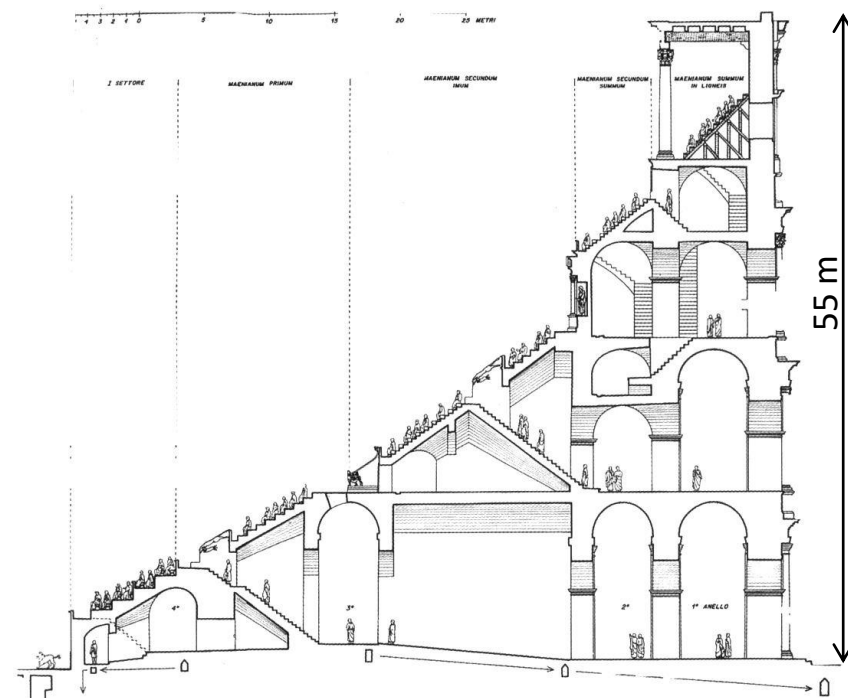 4 3 2 1 0 5 10 15 20 25 METRI
I SETTORE
MAENIANUM PRIMUM
MAENIANUM SECUNDUM
IMUM
MAENIANUM SECUNDUM
SUMMUM
MAENIANUM SUMMUM
IN LIGNEIS
55 m
4°
3°
2°
1° ANELLO